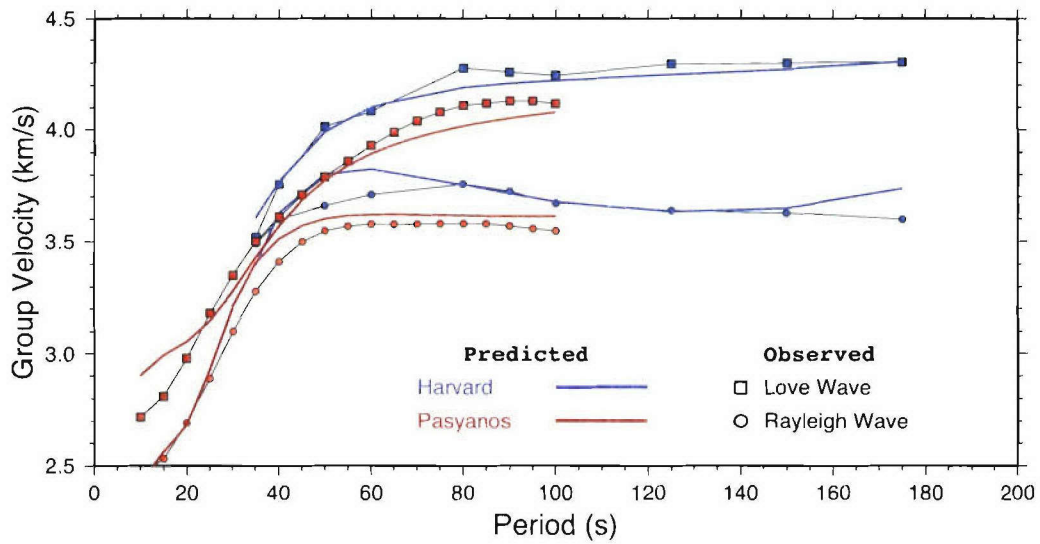 4.5
4.0
3.5
3.0
2.5
Group Velocity (km/s)
Predicted Observed
Harvard Love Wave
Pasyanos Rayleigh Wave
0 20 40 60 80 100 120 140 160 180 200
Period (s)